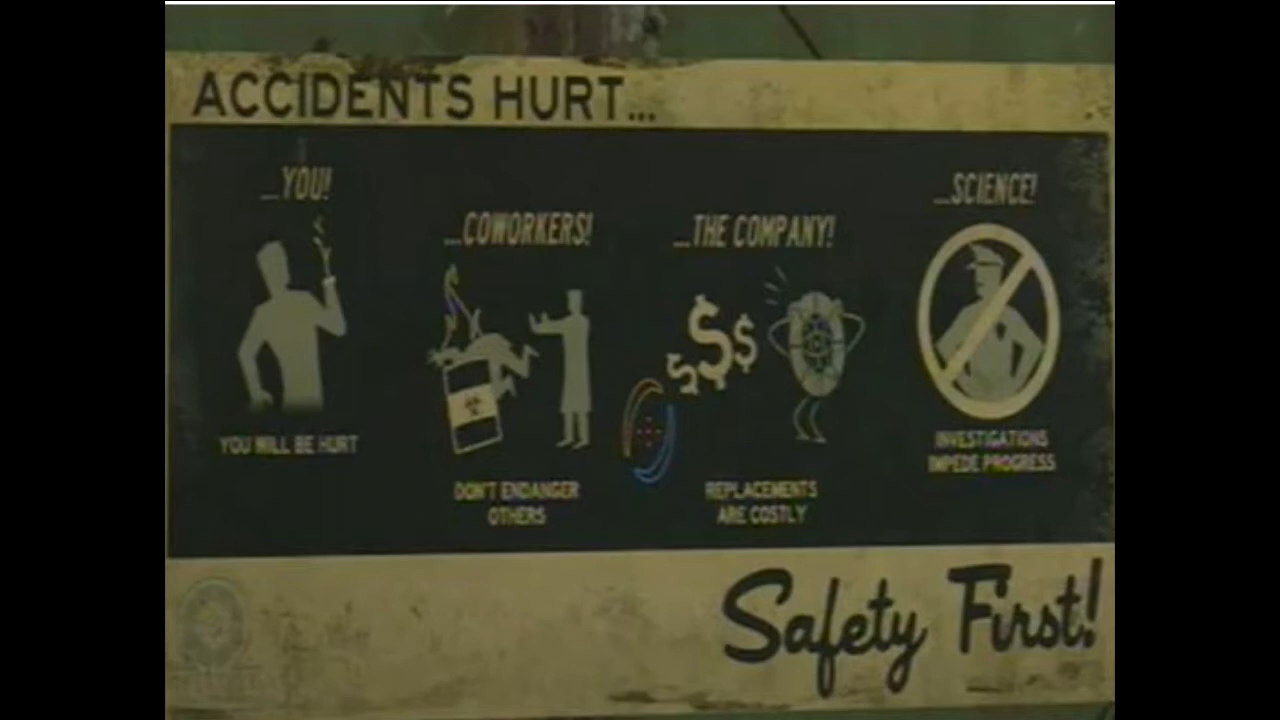 ACCIDENTS HURT...
...YOU!
YOU WILL BE HURT
...COWORKERS!
DON'T ENDANGER
OTHERS
...THE COMPANY!
$$$
REPLACEMENTS
ARE COSTLY
...SCIENCE!
INVESTIGATIONS
IMPEDE PROGRESS
Safety First!